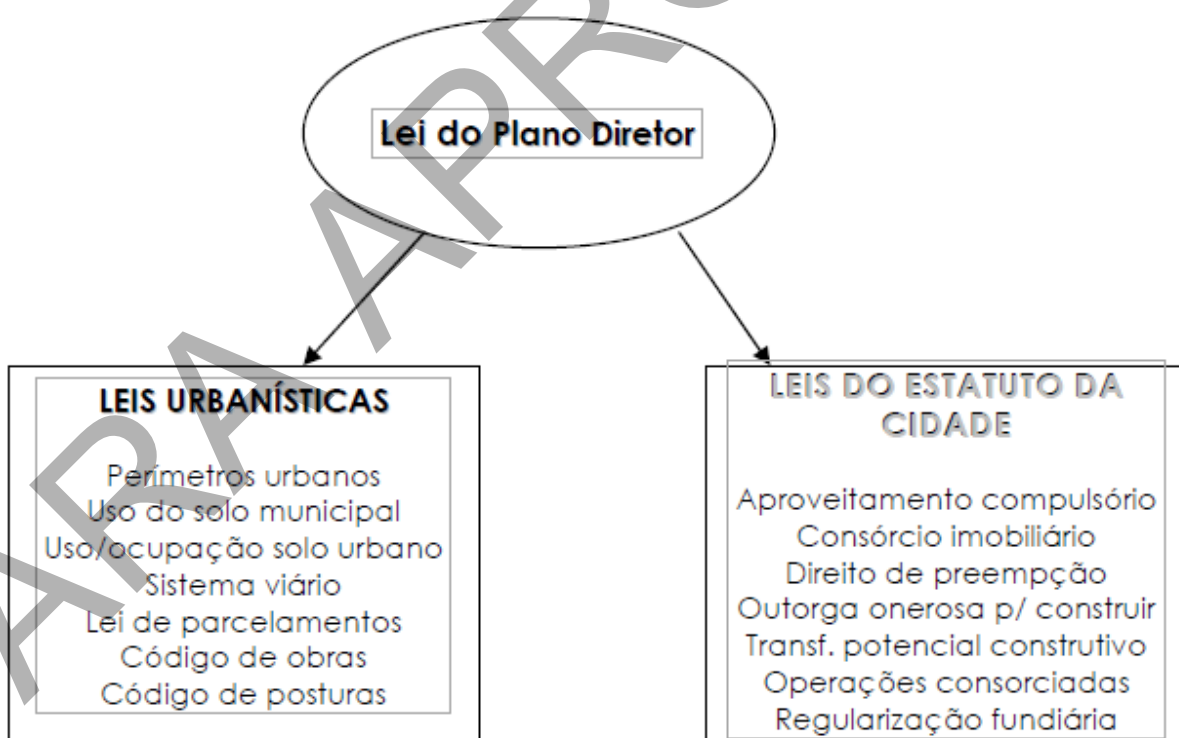 Lei do Plano Diretor
LEIS URBANÍSTICAS
Perímetros urbanos
Uso do solo municipal
Uso/ocupação solo urbano
Sistema viário
Lei de parcelamentos
Código de obras
Código de posturas
LEIS DO ESTATUTO DA
CIDADE
Aproveitamento compulsório
Consórcio imobiliário
Direito de preempção
Outorga onerosa p/ construir
Transf. potencial construtivo
Operações consorciadas
Regularização fundiária